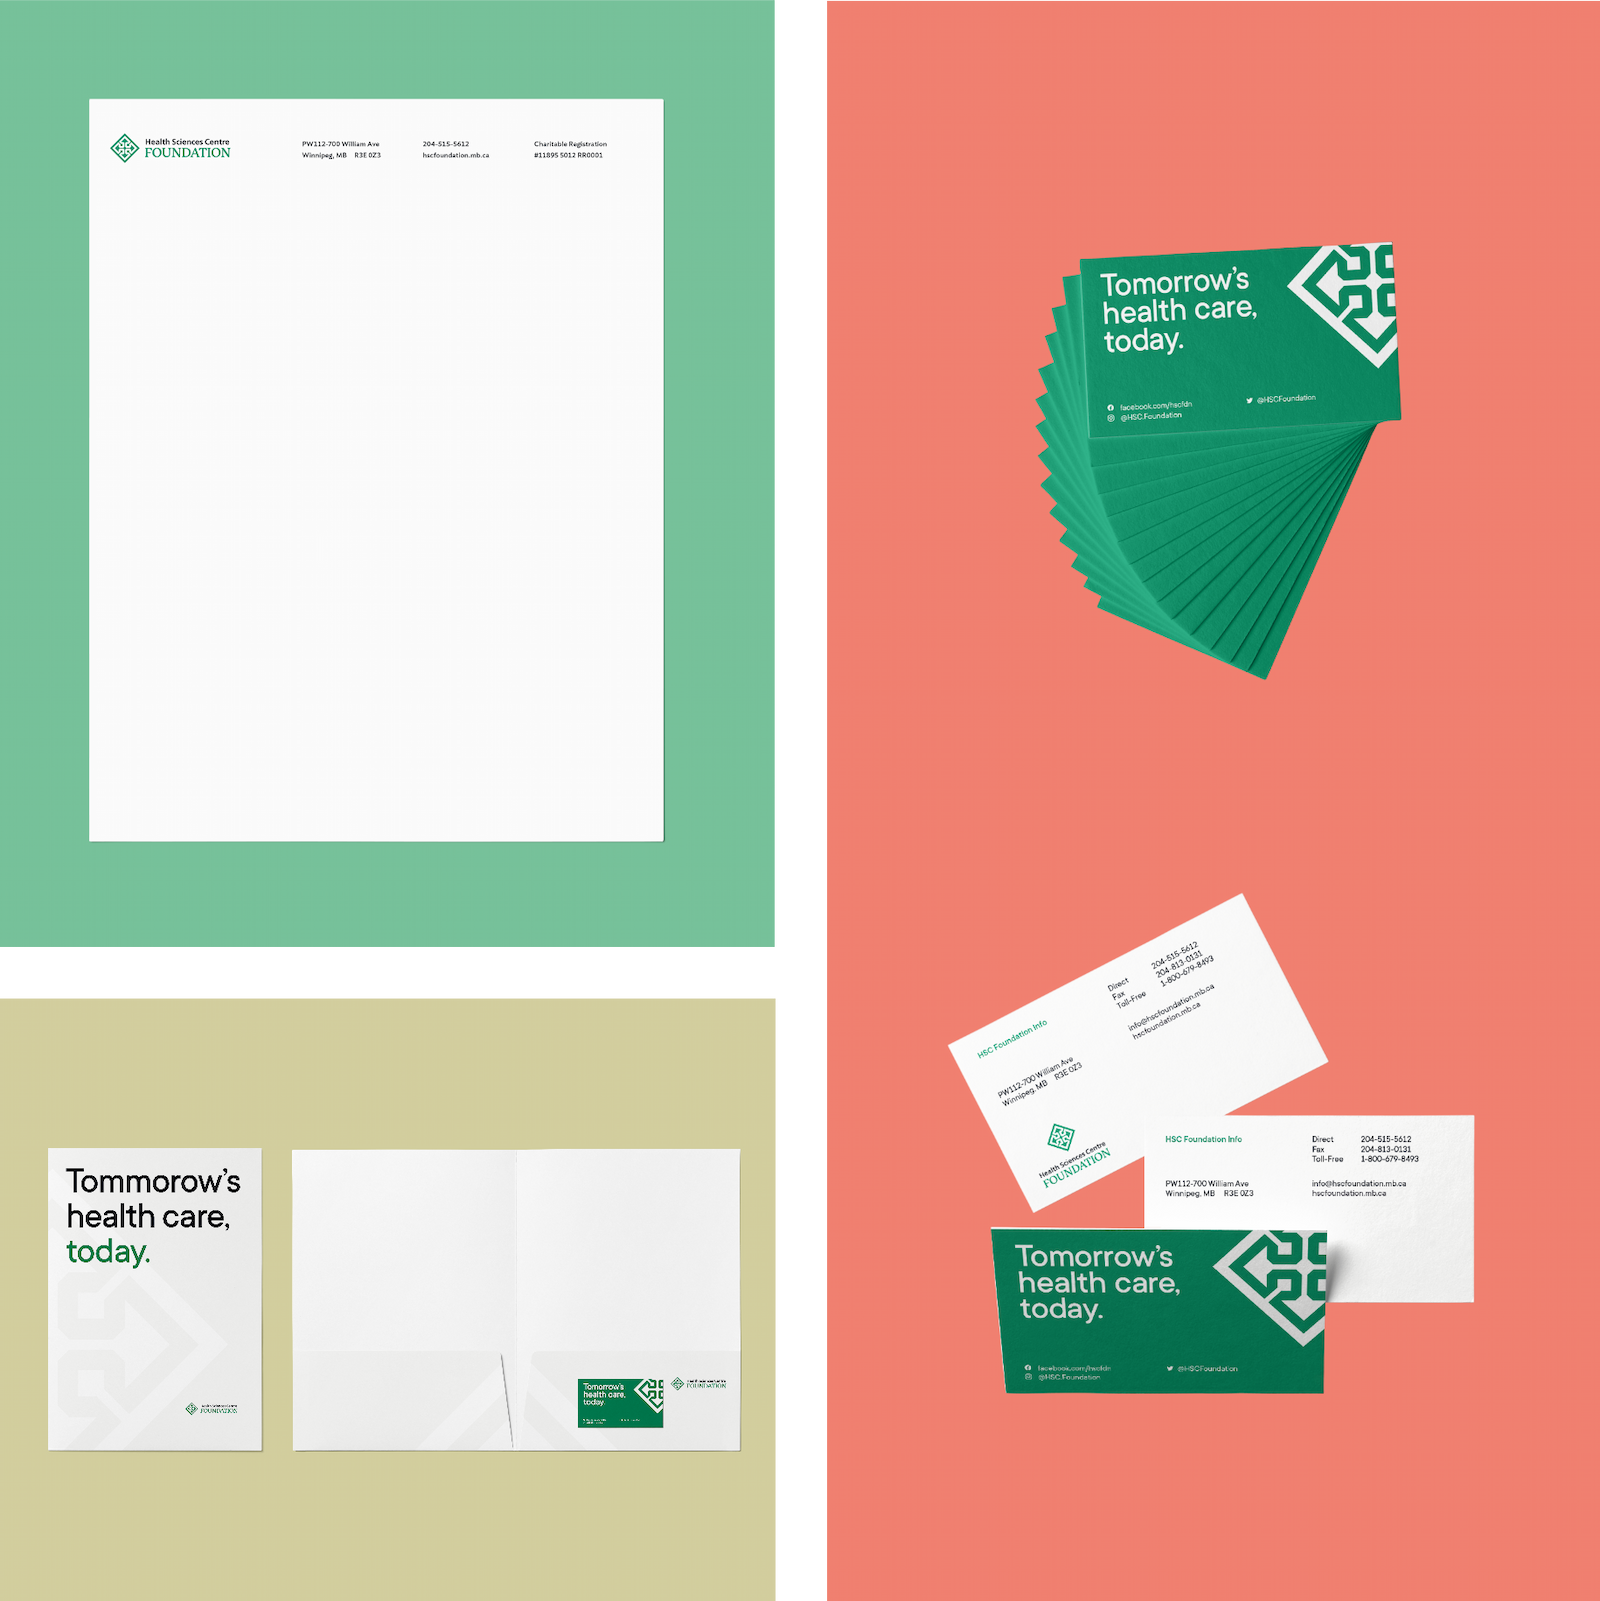 Health Sciences Centre
FOUNDATION
PW112-700 William Ave
Winnipeg, MB R3E 0Z3
204-515-5612
hscfoundation.mb.ca
Charitable Registration
#11895 5012 RR0001
Tommorow's
health care,
today.
Health Sciences Centre
FOUNDATION
Tomorrow's
health care,
today.
Health Sciences Centre
FOUNDATION
Tomorrow's
health care,
today.
facebook.com/hscfdn
@HSC.Foundation
@HSCFoundation
HSC Foundation Info
Direct 204-515-5612
Fax 204-813-0131
Toll-Free 1-800-679-8493
info@hscfoundation.mb.ca
hscfoundation.mb.ca
PW112-700 William Ave
Winnipeg, MB R3E 0Z3
Health Sciences Centre
FOUNDATION
HSC Foundation Info
Direct 204-515-5612
Fax 204-813-0131
Toll-Free 1-800-679-8493
PW112-700 William Ave
Winnipeg, MB R3E 0Z3
info@hscfoundation.mb.ca
hscfoundation.mb.ca
Tomorrow's
health care,
today.
facebook.com/hscfdn
@HSC.Foundation
@HSCFoundation